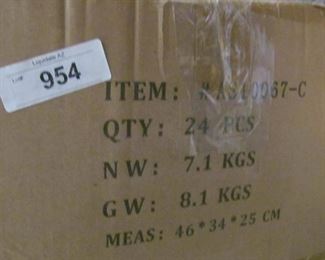 Liquidate AZ
Lot# 954
ITEM: #AS40967-C
QTY: 24 PCS
NW: 7.1 KGS
GW: 8.1 KGS
MEAS: 46*34*25 CM